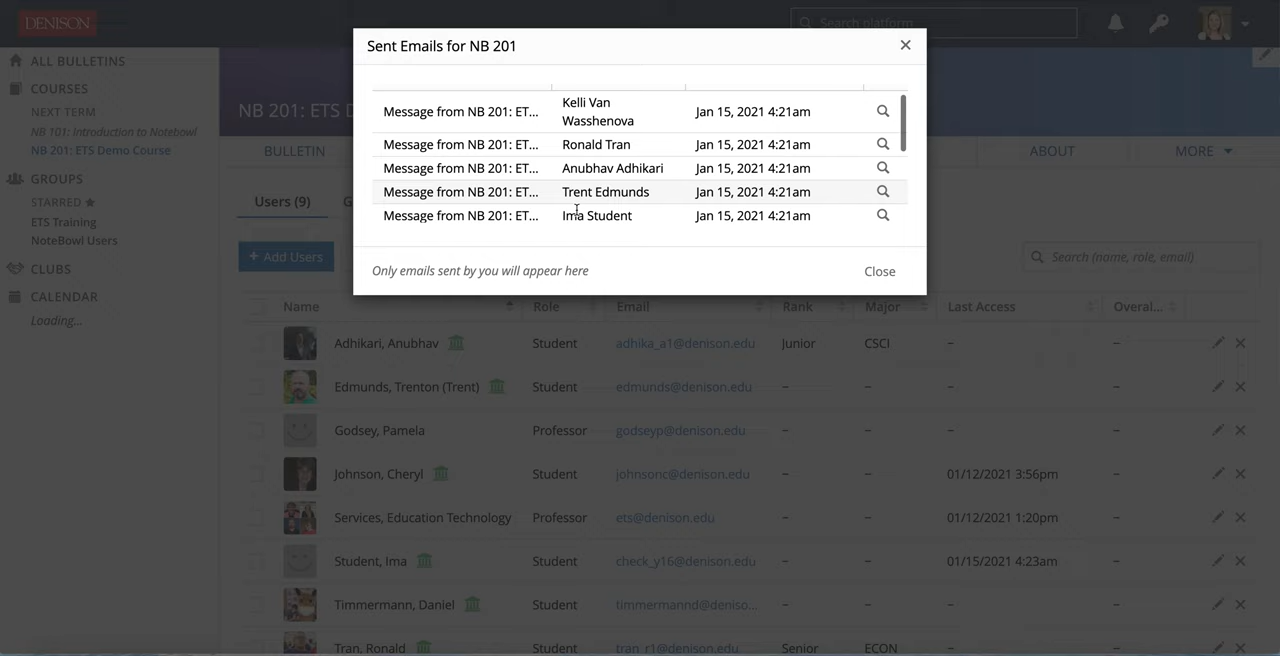 DENISON
Search platform
Sent Emails for NB 201
Message from NB 201: ET... Kelli Van Wasshenova Jan 15, 2021 4:21am
Message from NB 201: ET... Ronald Tran Jan 15, 2021 4:21am
Message from NB 201: ET... Anubhav Adhikari Jan 15, 2021 4:21am
Message from NB 201: ET... Trent Edmunds Jan 15, 2021 4:21am
Message from NB 201: ET... Ima Student Jan 15, 2021 4:21am
Only emails sent by you will appear here
Close
ALL BULLETINS
COURSES
NEXT TERM
NB 101: Introduction to Notebowl
NB 201: ETS Demo Course
GROUPS
STARRED
ETS Training
NoteBowl Users
CLUBS
CALENDAR
Loading...
NB 201: ETS D
BULLETIN ABOUT MORE
Users (9) G
+ Add Users
Search (name, role, email)
Name Role Email Rank Major Last Access Overal...
Adhikari, Anubhav Student adhika_a1@denison.edu Junior CSCI – –
Edmunds, Trenton (Trent) Student edmunds@denison.edu – – – –
Godsey, Pamela Professor godseyp@denison.edu – – – –
Johnson, Cheryl Student johnsonc@denison.edu – – 01/12/2021 3:56pm –
Services, Education Technology Professor ets@denison.edu – – 01/12/2021 1:20pm –
Student, Ima Student check_y16@denison.edu – – 01/15/2021 4:23am –
Timmermann, Daniel Student timmermannd@deniso... – – – –
Tran, Ronald Student tran_r1@denison.edu Senior ECON – –